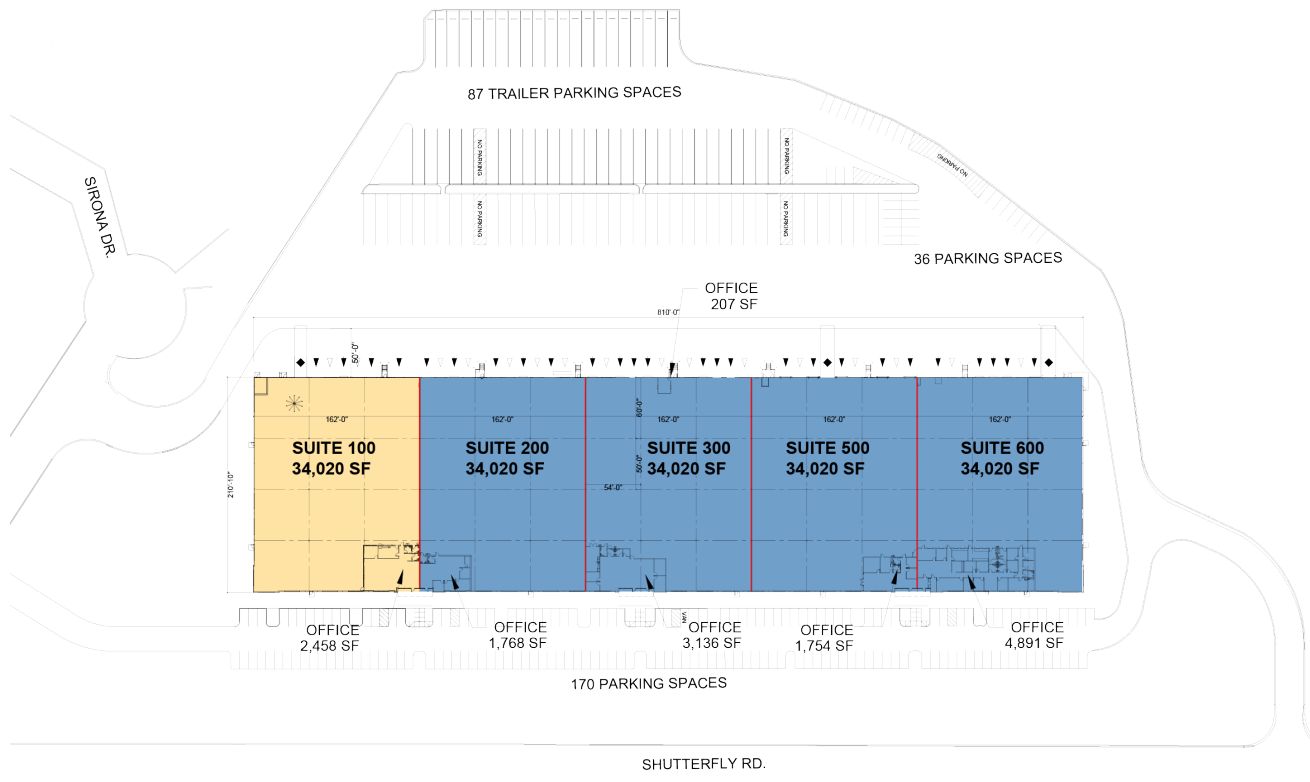 87 TRAILER PARKING SPACES
NO PARKING
NO PARKING
NO PARKING
SIRONA DR.
NO PARKING
NO PARKING
36 PARKING SPACES
OFFICE
207 SF
810'-0"
50'-0"
162'-0"
162'-0"
60'-0"
162'-0"
162'-0"
162'-0"
SUITE 100
34,020 SF
SUITE 200
34,020 SF
SUITE 300
34,020 SF
SUITE 500
34,020 SF
SUITE 600
34,020 SF
50'-0"
54'-0"
210'-10"
VAN
OFFICE
2,458 SF
OFFICE
1,768 SF
OFFICE
3,136 SF
OFFICE
1,754 SF
OFFICE
4,891 SF
170 PARKING SPACES
SHUTTERFLY RD.